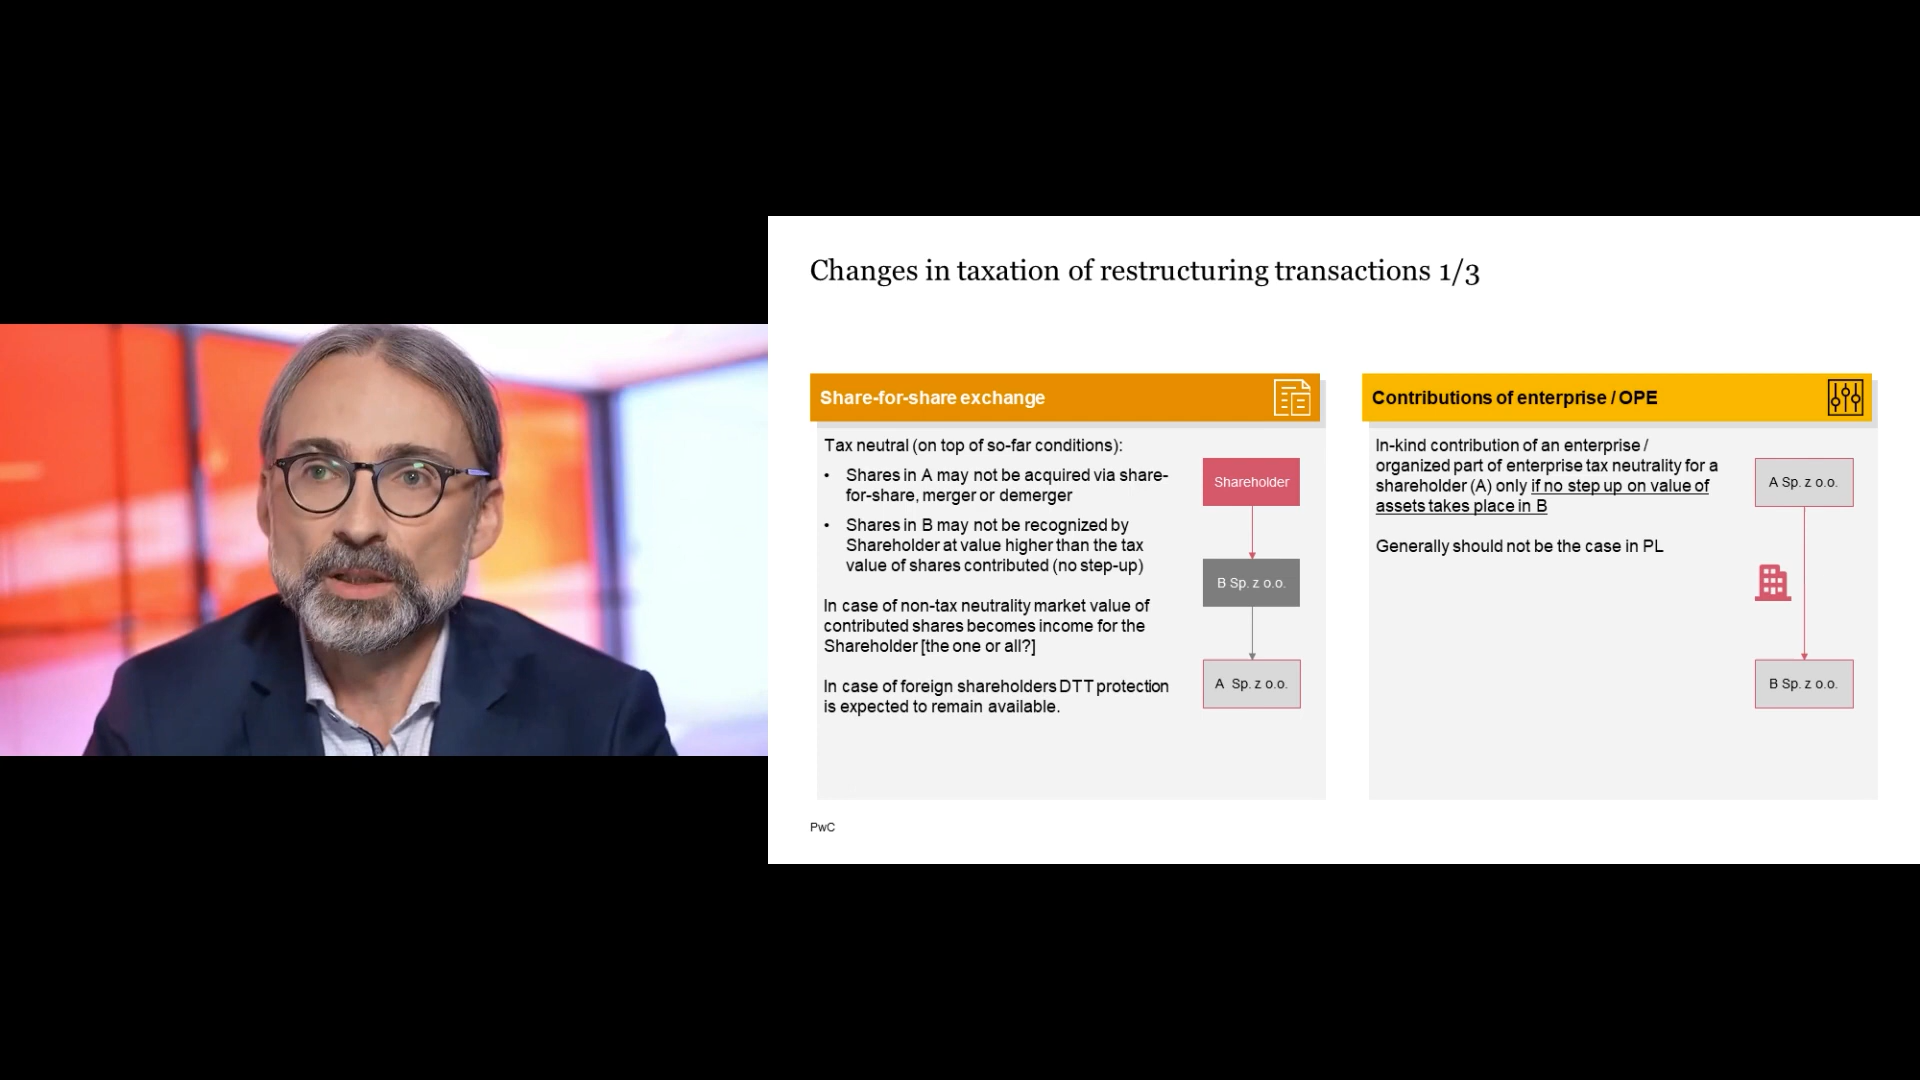 Changes in taxation of restructuring transactions 1/3
Share-for-share exchange
Tax neutral (on top of so-far conditions):
• Shares in A may not be acquired via share-
for-share, merger or demerger
• Shares in B may not be recognized by
Shareholder at value higher than the tax
value of shares contributed (no step-up)
In case of non-tax neutrality market value of
contributed shares becomes income for the
Shareholder [the one or all?]
In case of foreign shareholders DTT protection
is expected to remain available.
Shareholder
B Sp. z o.o.
A Sp. z o.o.
Contributions of enterprise / OPE
In-kind contribution of an enterprise /
organized part of enterprise tax neutrality for a
shareholder (A) only if no step up on value of
assets takes place in B
Generally should not be the case in PL
A Sp. z o.o.
B Sp. z o.o.
PwC